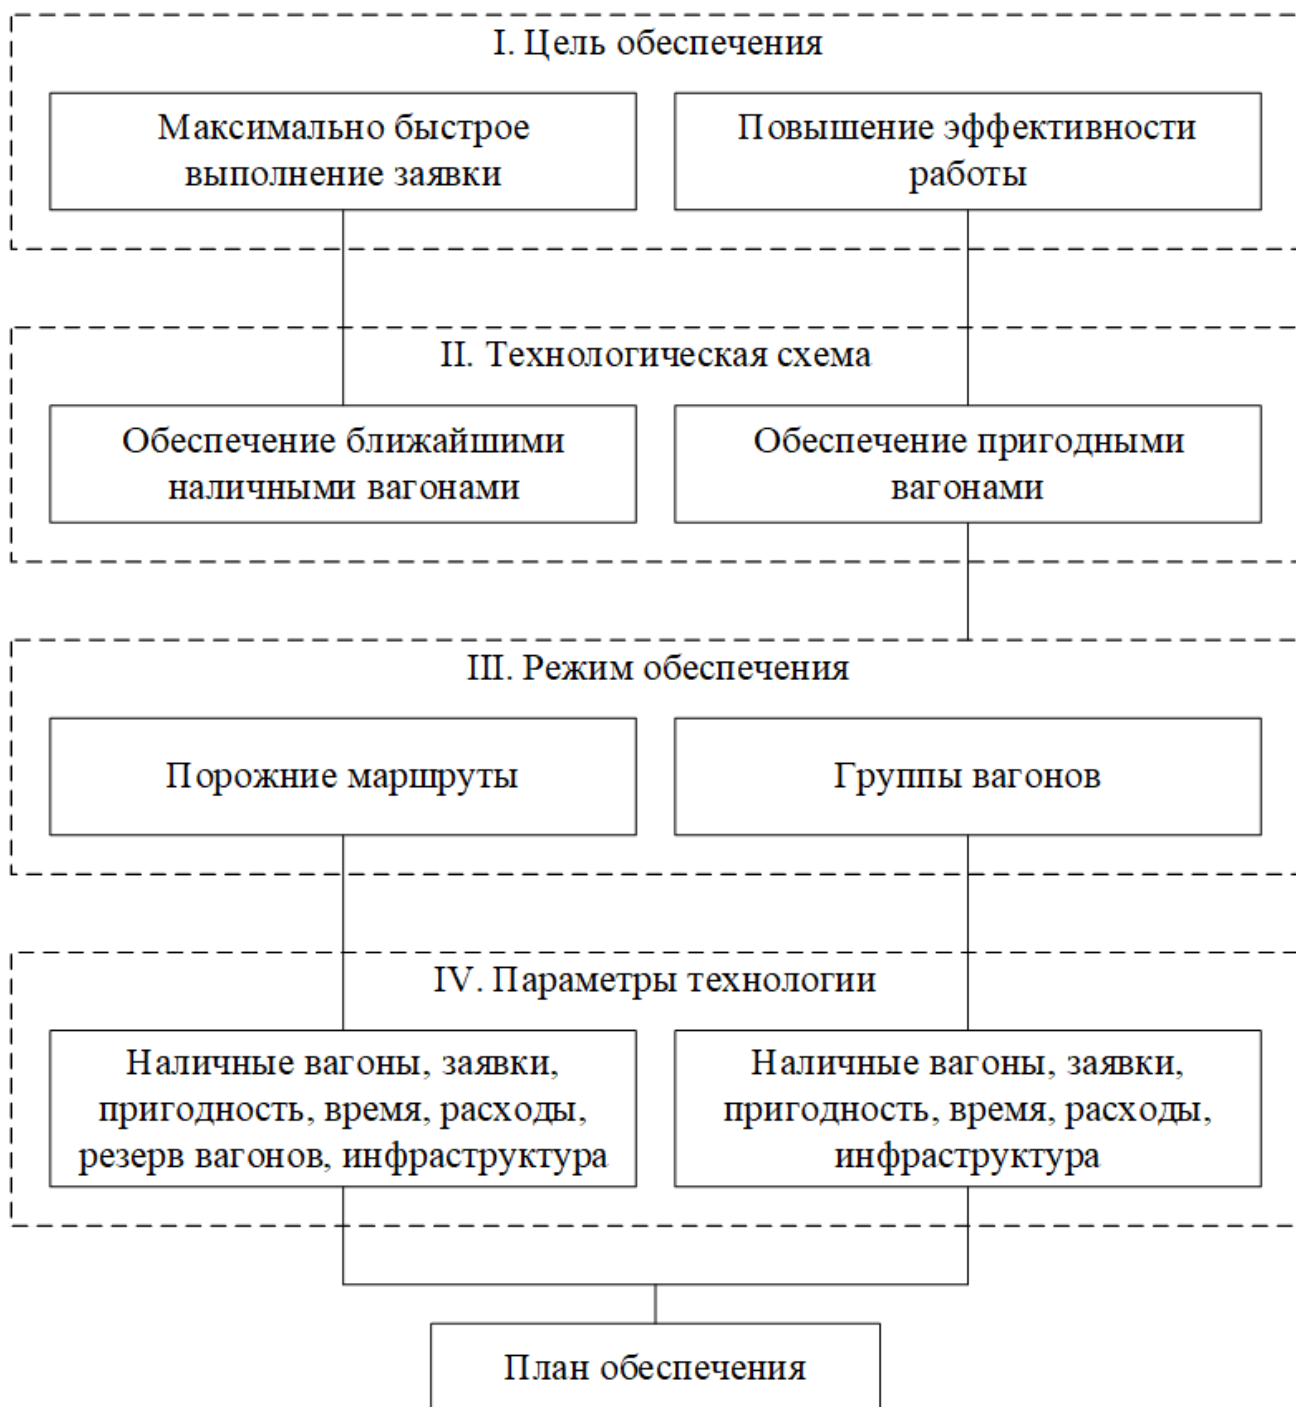 I. Цель обеспечения
Максимально быстрое
выполнение заявки
Повышение эффективности
работы
II. Технологическая схема
Обеспечение ближайшими
наличными вагонами
Обеспечение пригодными
вагонами
III. Режим обеспечения
Порожние маршруты
Группы вагонов
IV. Параметры технологии
Наличные вагоны, заявки,
пригодность, время, расходы,
резерв вагонов, инфраструктура
Наличные вагоны, заявки,
пригодность, время, расходы,
инфраструктура
План обеспечения